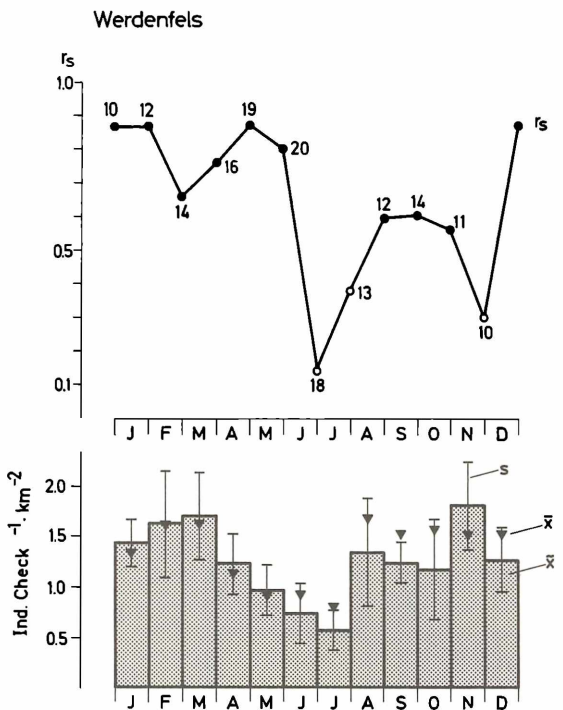 Werdenfels
rs
1.0
10 12 19
rs
16 20
14
12 14
11
0.5
13
10
18
0.1
J F M A M J J A S O N D
2.0
s
1.5
x̄
x̄
1.0
0.5
Ind. Check ⁻¹· km⁻²
J F M A M J J A S O N D